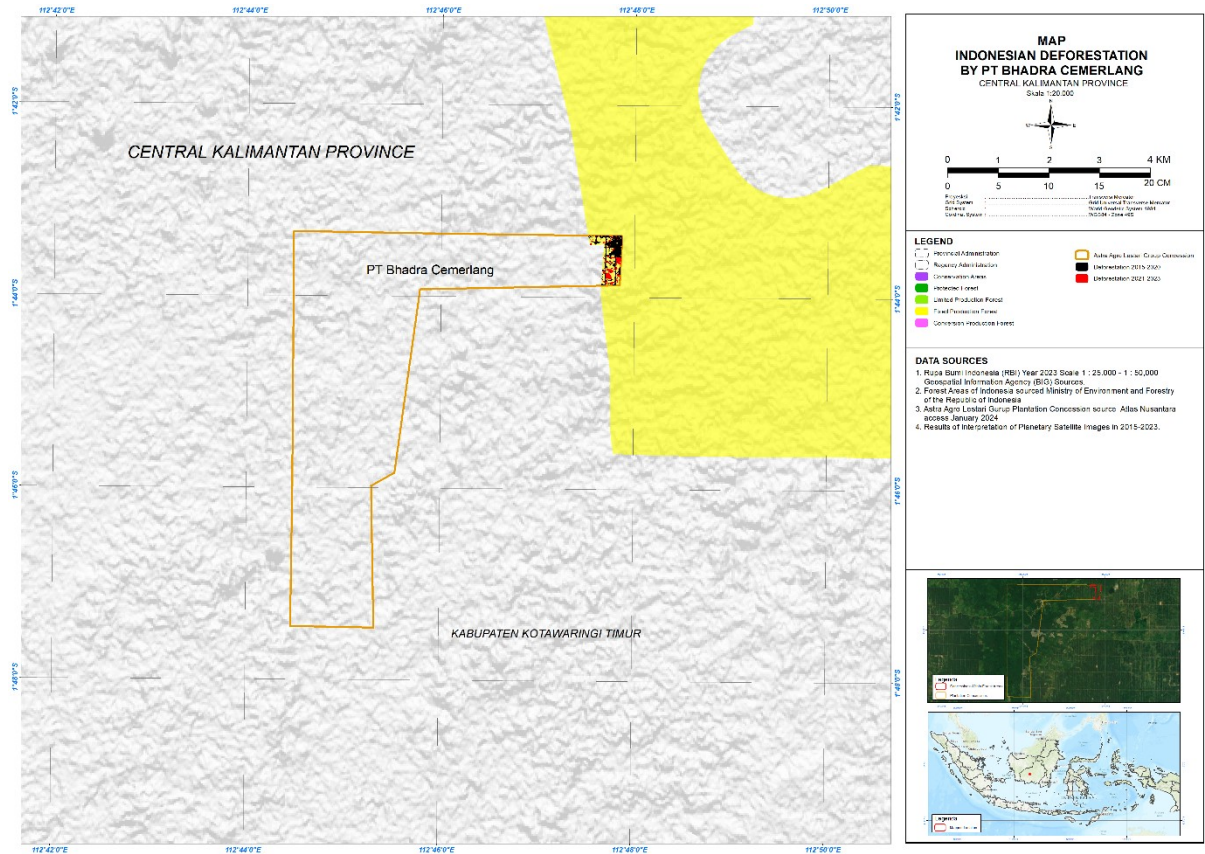 112°42'0"E 112°44'0"E 112°46'0"E 112°48'0"E 112°50'0"E
1°42'0"S
1°42'0"S
CENTRAL KALIMANTAN PROVINCE
PT Bhadra Cemerlang
1°44'0"S
1°44'0"S
1°46'0"S
1°46'0"S
KABUPATEN KOTAWARINGI TIMUR
1°48'0"S
1°48'0"S
112°42'0"E 112°44'0"E 112°46'0"E 112°48'0"E 112°50'0"E
MAP
INDONESIAN DEFORESTATION
BY PT BHADRA CEMERLANG
CENTRAL KALIMANTAN PROVINCE
Skala 1:20.000
0 1 2 3 4 KM
0 5 10 15 20 CM
LEGEND
Provincial Administration
Regency Administration
Conservation Areas
Protected Forest
Limited Production Forest
Fixed Production Forest
Conversion Production Forest
Astra Agro Lestari Group Concession
Deforestation 2015-2020
Deforestation 2021-2023
DATA SOURCES
1. Rupa Bumi Indonesia (RBI) Year 2023 Scale 1 : 25.000 - 1 : 50,000
Geospatial Information Agency (BIG) Sources.
2. Forest Areas of Indonesia sourced Ministry of Environment and Forestry
of the Republic of Indonesia
3. Astra Agro Lestari Gurup Plantation Concession source Atlas Nusantara
access January 2024
4. Results of Interpretation of Planetary Satellite Images in 2015-2023.